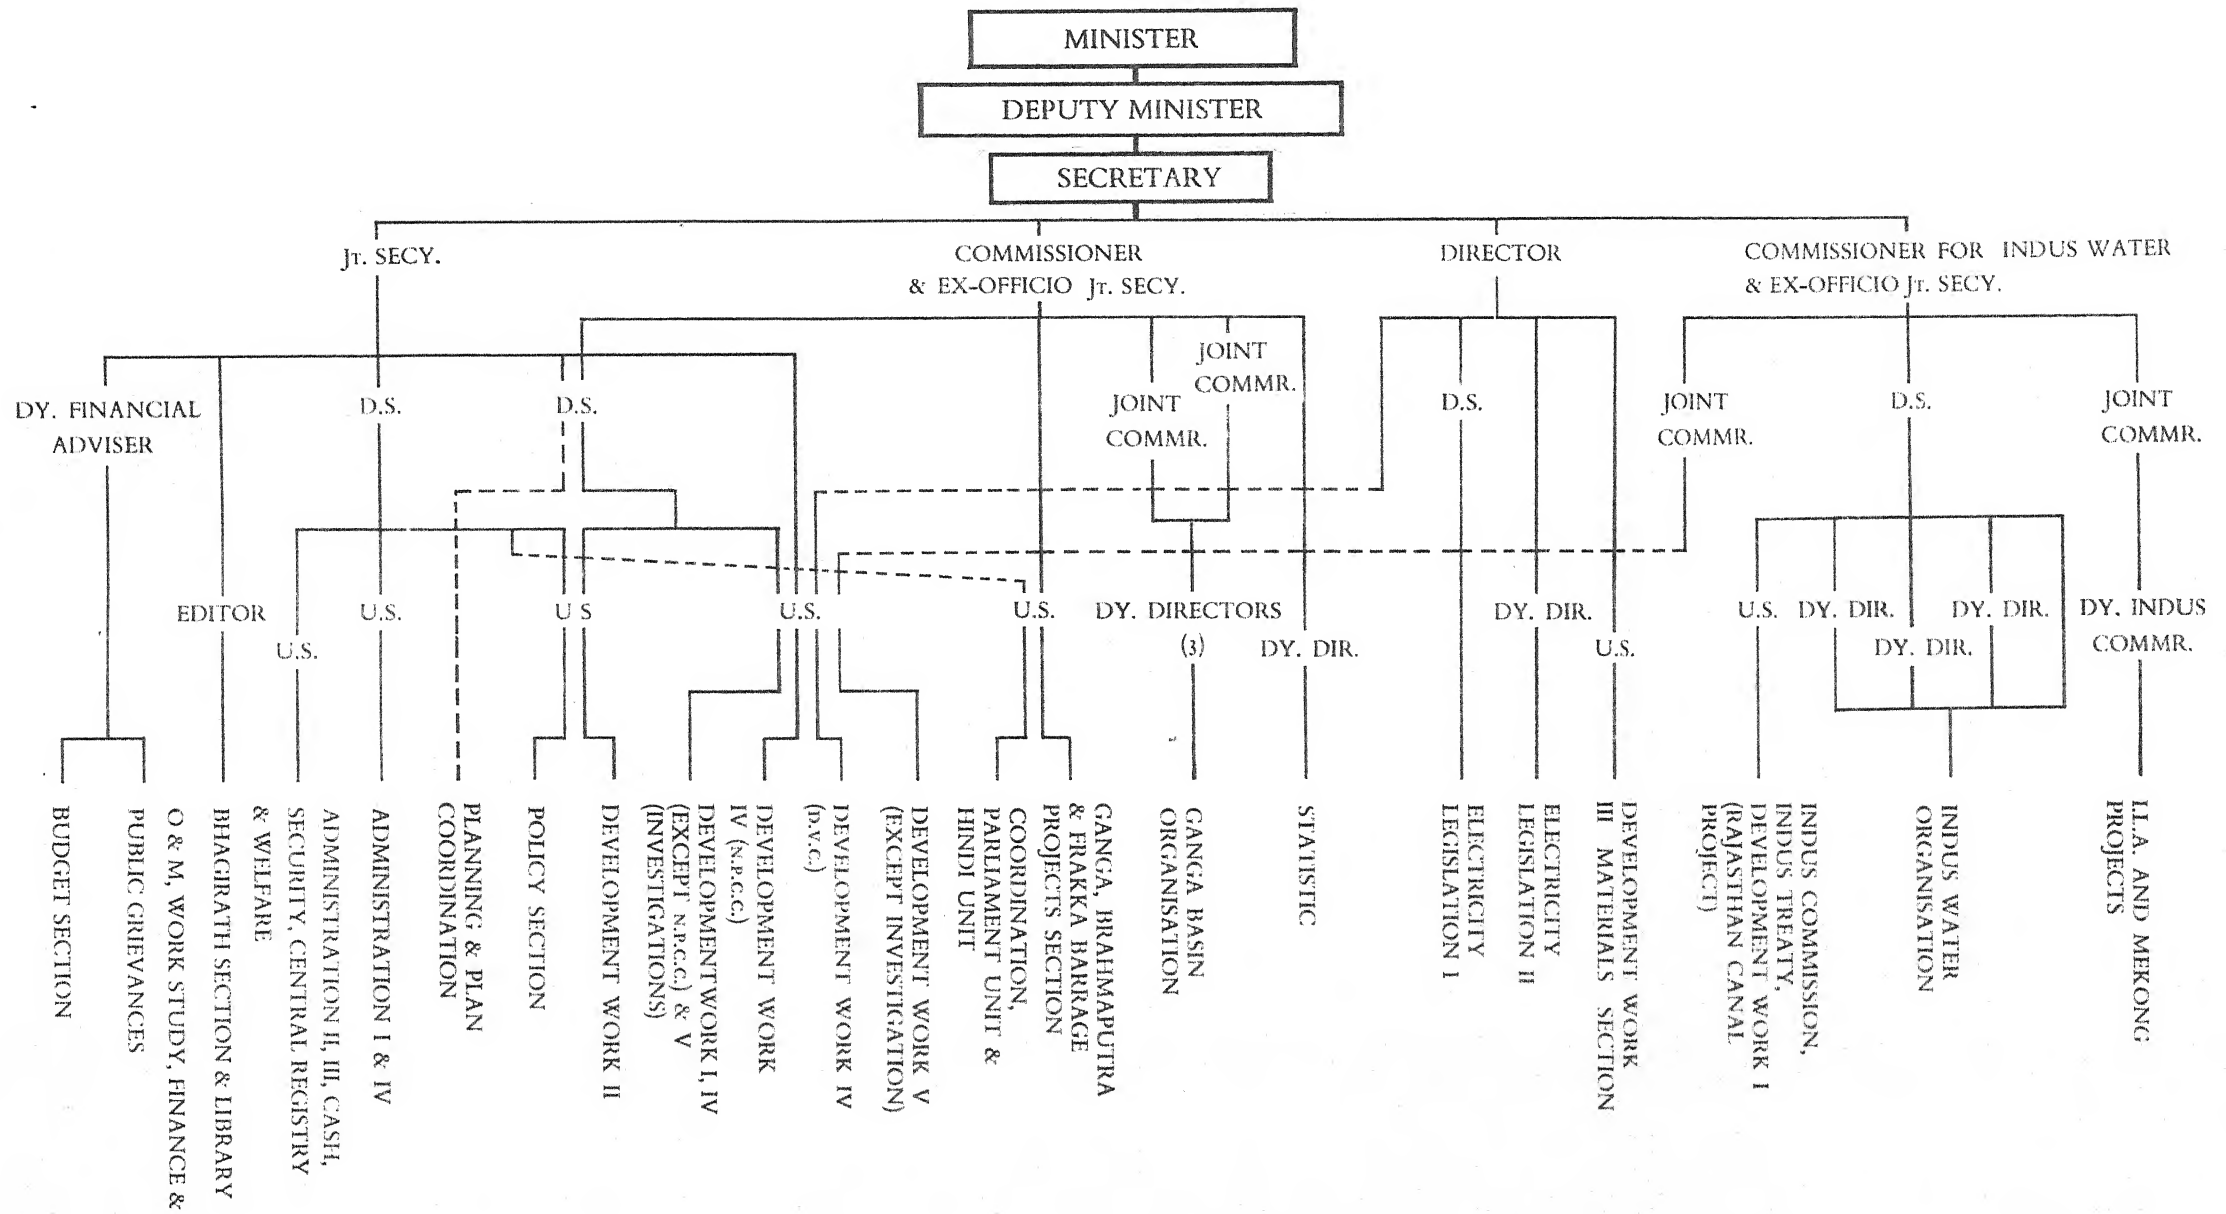 MINISTER
DEPUTY MINISTER
SECRETARY
JT. SECY.
COMMISSIONER
& EX-OFFICIO JT. SECY.
DIRECTOR
COMMISSIONER FOR INDUS WATER
& EX-OFFICIO JT. SECY.
DY. FINANCIAL
ADVISER
D.S.
D.S.
JOINT
COMMR.
JOINT
COMMR.
D.S.
JOINT
COMMR.
D.S.
JOINT
COMMR.
EDITOR
U.S.
U.S.
U S
U.S.
U.S.
DY. DIRECTORS
(3)
DY. DIR.
DY. DIR.
U.S.
U.S.
DY. DIR.
DY. DIR.
DY. DIR.
DY. INDUS
COMMR.
BUDGET SECTION
O & M, WORK STUDY, FINANCE &
PUBLIC GRIEVANCES
BHAGIRATH SECTION & LIBRARY
ADMINISTRATION II, III, CASH,
SECURITY, CENTRAL REGISTRY
& WELFARE
ADMINISTRATION I & IV
PLANNING & PLAN
COORDINATION
POLICY SECTION
DEVELOPMENT WORK II
DEVELOPMENTWORK I, IV
(EXCEPT N.P.C.C.) & V
(INVESTIGATIONS)
DEVELOPMENT WORK
IV (N.P.C.C.)
DEVELOPMENT WORK IV
(D.V.C.)
DEVELOPMENT WORK V
(EXCEPT INVESTIGATION)
COORDINATION,
PARLIAMENT UNIT &
HINDI UNIT
GANGA, BRAHMAPUTRA
& FRAKKA BARRAGE
PROJECTS SECTION
GANGA BASIN
ORGANISATION
STATISTIC
ELECTRICITY
LEGISLATION I
ELECTRICITY
LEGISLATION II
DEVELOPMENT WORK
III MATERIALS SECTION
INDUS COMMISSION,
INDUS TREATY,
DEVELOPMENT WORK I
(RAJASTHAN CANAL
PROJECT)
INDUS WATER
ORGANISATION
AND MEKONG
PROJECTS